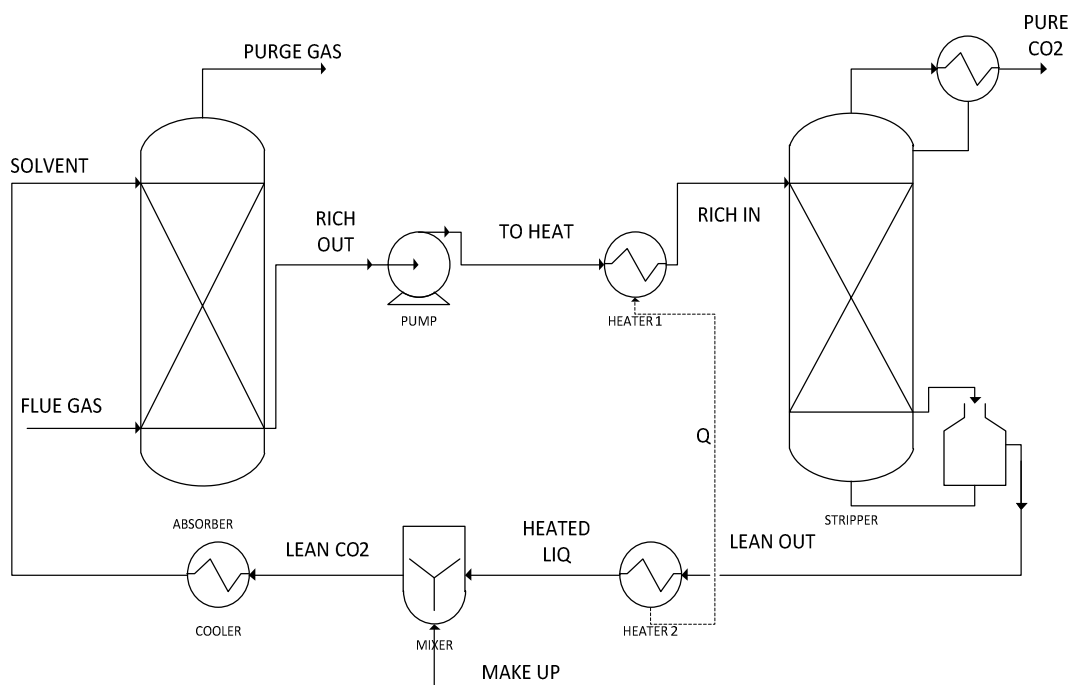 PURE
CO2
PURGE GAS
SOLVENT
RICH
OUT
TO HEAT
RICH IN
PUMP
HEATER 1
FLUE GAS
Q
ABSORBER
STRIPPER
HEATED
LIQ
LEAN OUT
LEAN CO2
COOLER
MIXER
HEATER 2
MAKE UP